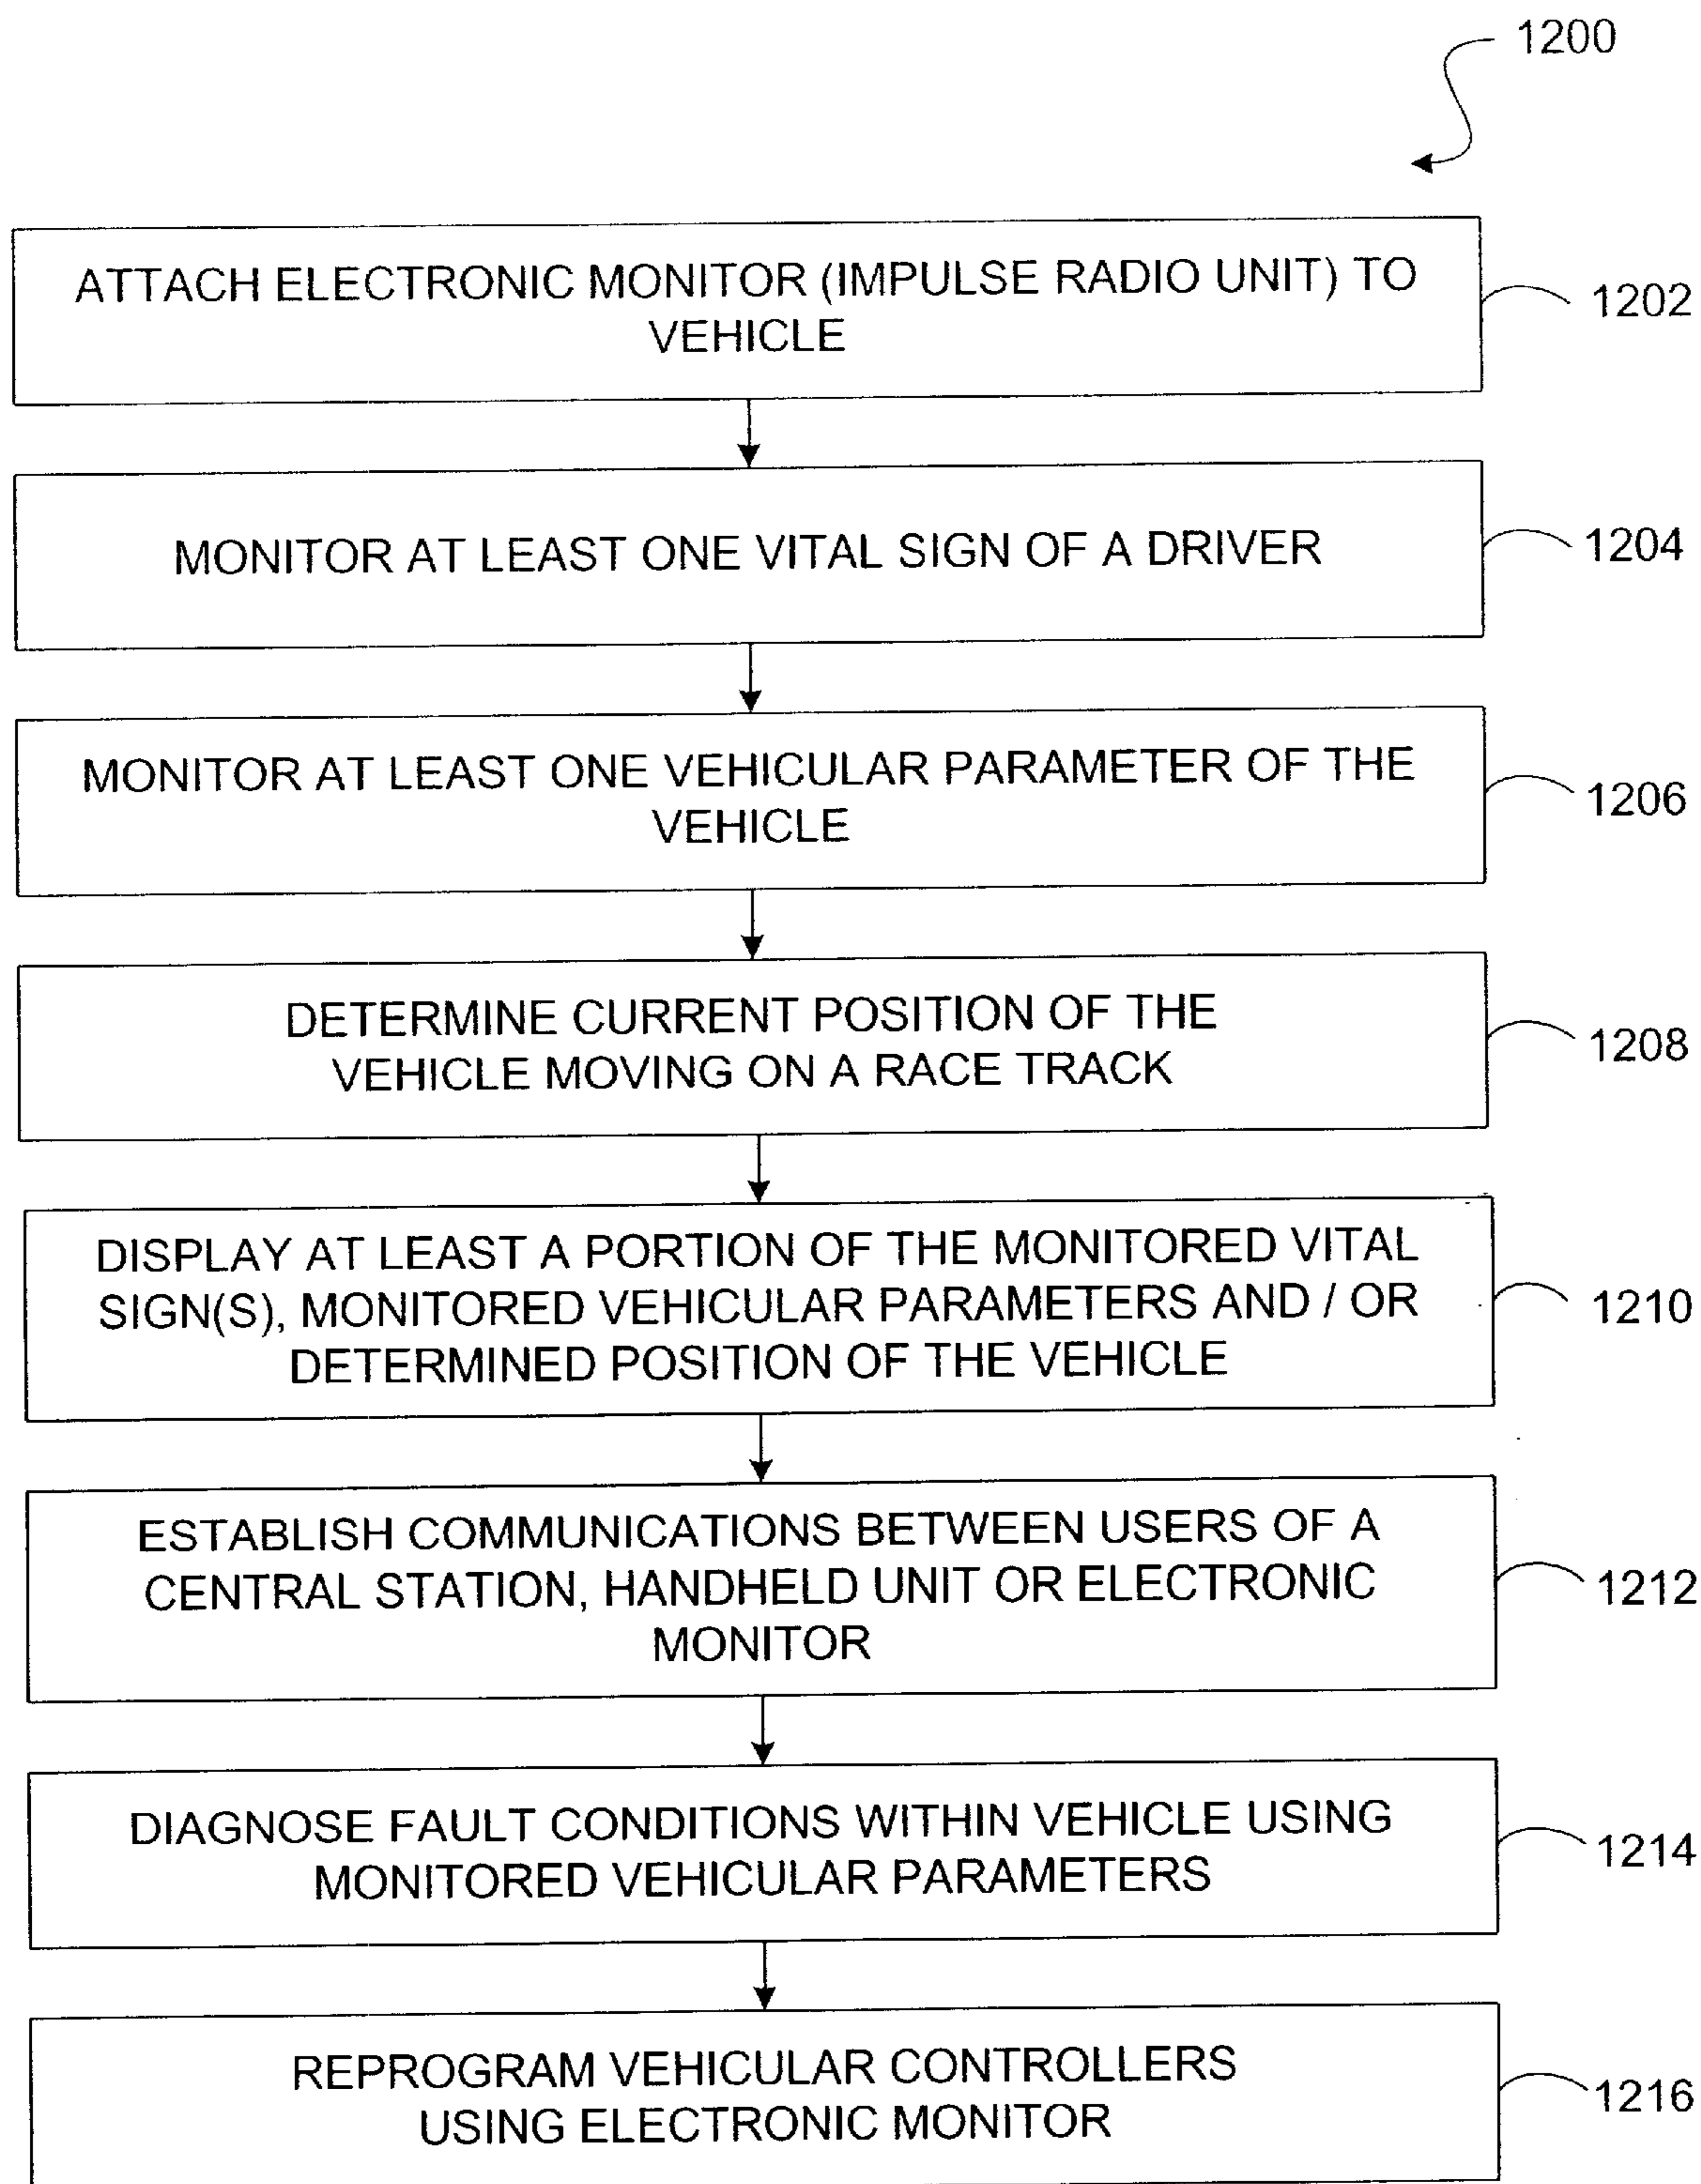 1200
ATTACH ELECTRONIC MONITOR (IMPULSE RADIO UNIT) TO
VEHICLE
1202
MONITOR AT LEAST ONE VITAL SIGN OF A DRIVER
1204
MONITOR AT LEAST ONE VEHICULAR PARAMETER OF THE
VEHICLE
1206
DETERMINE CURRENT POSITION OF THE
VEHICLE MOVING ON A RACE TRACK
1208
DISPLAY AT LEAST A PORTION OF THE MONITORED VITAL
SIGN(S), MONITORED VEHICULAR PARAMETERS AND / OR
DETERMINED POSITION OF THE VEHICLE
1210
ESTABLISH COMMUNICATIONS BETWEEN USERS OF A
CENTRAL STATION, HANDHELD UNIT OR ELECTRONIC
MONITOR
1212
DIAGNOSE FAULT CONDITIONS WITHIN VEHICLE USING
MONITORED VEHICULAR PARAMETERS
1214
REPROGRAM VEHICULAR CONTROLLERS
USING ELECTRONIC MONITOR
1216